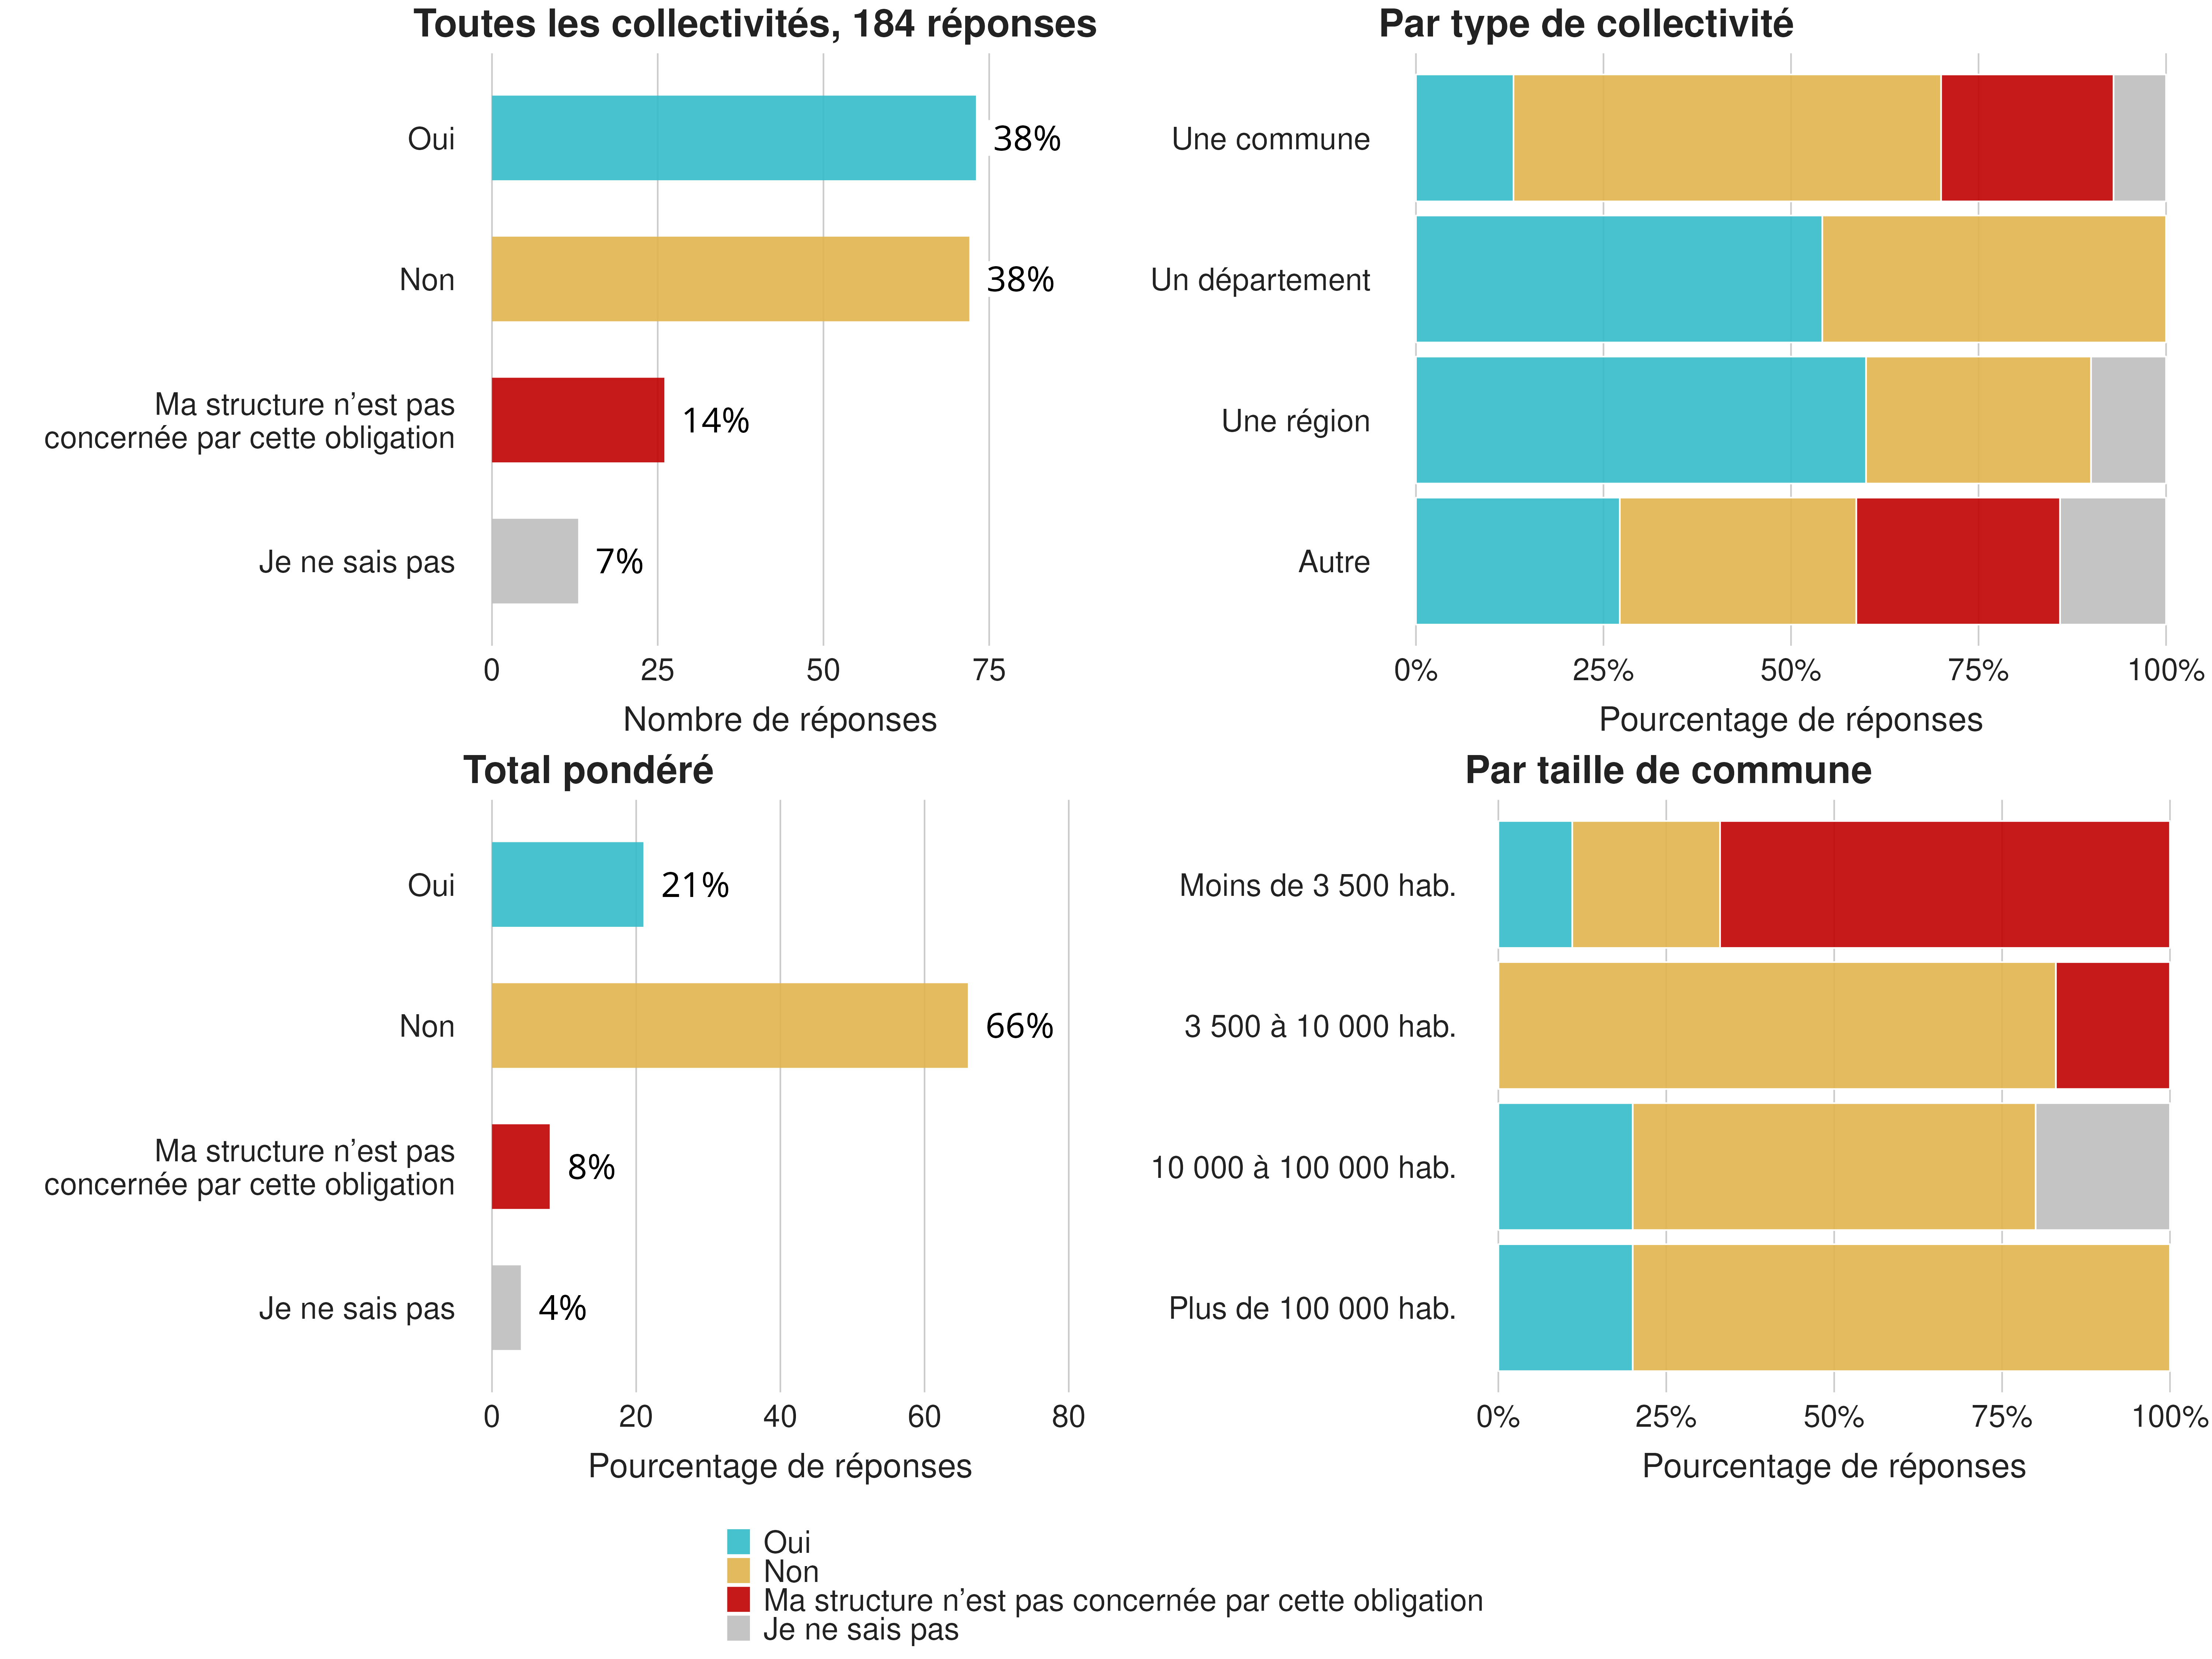 Toutes les collectivités, 184 réponses
Oui
38%
Non
38%
Ma structure n’est pas
concernée par cette obligation
14%
Je ne sais pas
7%
0 25 50 75
Nombre de réponses
Par type de collectivité
Une commune
Un département
Une région
Autre
0% 25% 50% 75% 100%
Pourcentage de réponses
Total pondéré
Oui
21%
Non
66%
Ma structure n’est pas
concernée par cette obligation
8%
Je ne sais pas
4%
0 20 40 60 80
Pourcentage de réponses
Par taille de commune
Moins de 3 500 hab.
3 500 à 10 000 hab.
10 000 à 100 000 hab.
Plus de 100 000 hab.
0% 25% 50% 75% 100%
Pourcentage de réponses
Oui
Non
Ma structure n’est pas concernée par cette obligation
Je ne sais pas